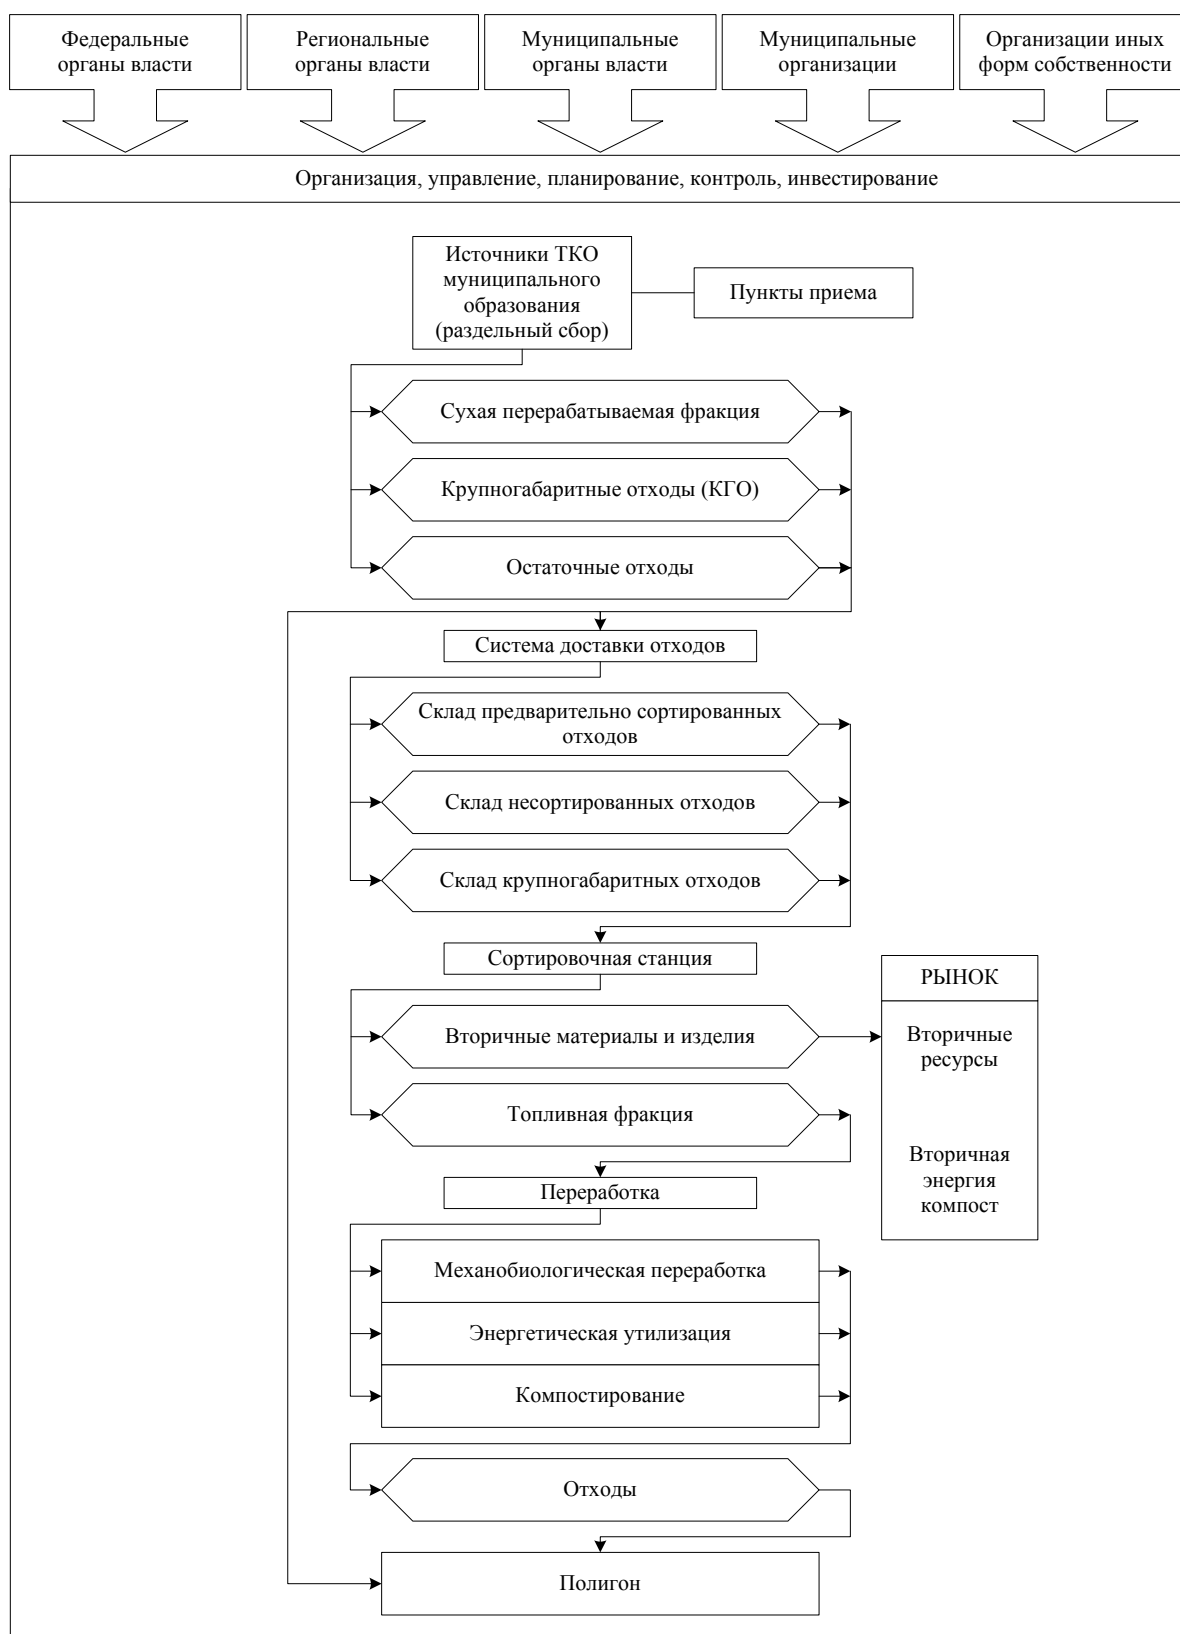 Федеральные
органы власти
Региональные
органы власти
Муниципальные
органы власти
Муниципальные
организации
Организации иных
форм собственности
Организация, управление, планирование, контроль, инвестирование
Источники ТКО
муниципального
образования
(раздельный сбор)
Пункты приема
Сухая перерабатываемая фракция
Крупногабаритные отходы (КГО)
Остаточные отходы
Система доставки отходов
Склад предварительно сортированных
отходов
Склад несортированных отходов
Склад крупногабаритных отходов
Сортировочная станция
РЫНОК
Вторичные материалы и изделия
Вторичные
ресурсы
Топливная фракция
Вторичная
энергия
компост
Переработка
Механобиологическая переработка
Энергетическая утилизация
Компостирование
Отходы
Полигон